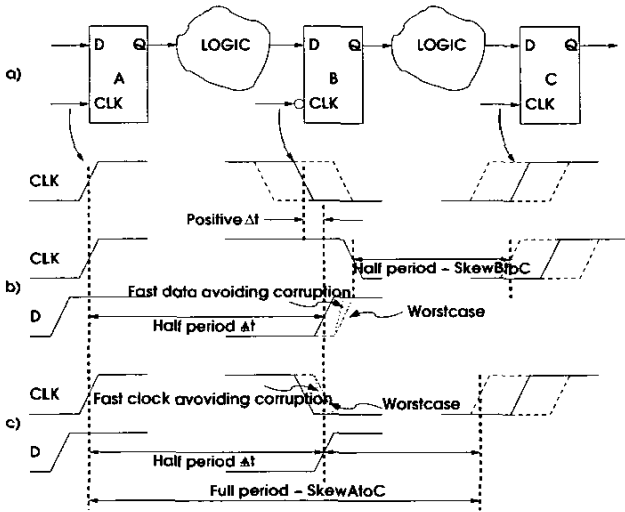 D Q LOGIC D Q LOGIC D Q
A B C
a)
CLK CLK CLK
CLK
Positive Δt
CLK
Half period - SkewBtoC
b)
Fast data avoiding corruption
D
Worstcase
Half period ±Δt
CLK
Fast clock avoviding corruption
Worstcase
c)
D
Half period ±Δt
Full period - SkewAtoC